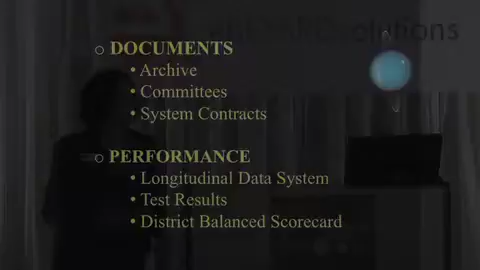 o DOCUMENTS
• Archive
• Committees
• System Contracts
o PERFORMANCE
• Longitudinal Data System
• Test Results
• District Balanced Scorecard